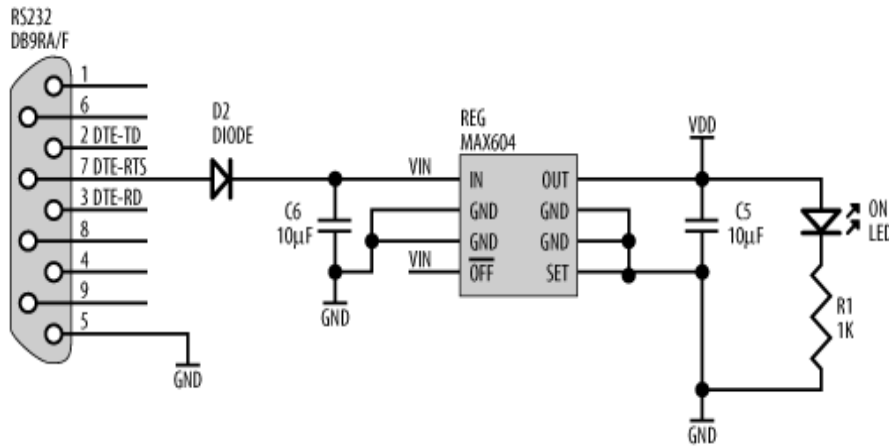 RS232
DB9RA/F
1
6
2 DTE-TD
7 DTE-RTS
3 DTE-RD
8
4
9
5
GND
D2
DIODE
C6
10µF
GND
VIN
VIN
REG
MAX604
IN
OUT
GND
GND
GND
GND
OFF
SET
VDD
C5
10µF
ON
LED
R1
1K
GND